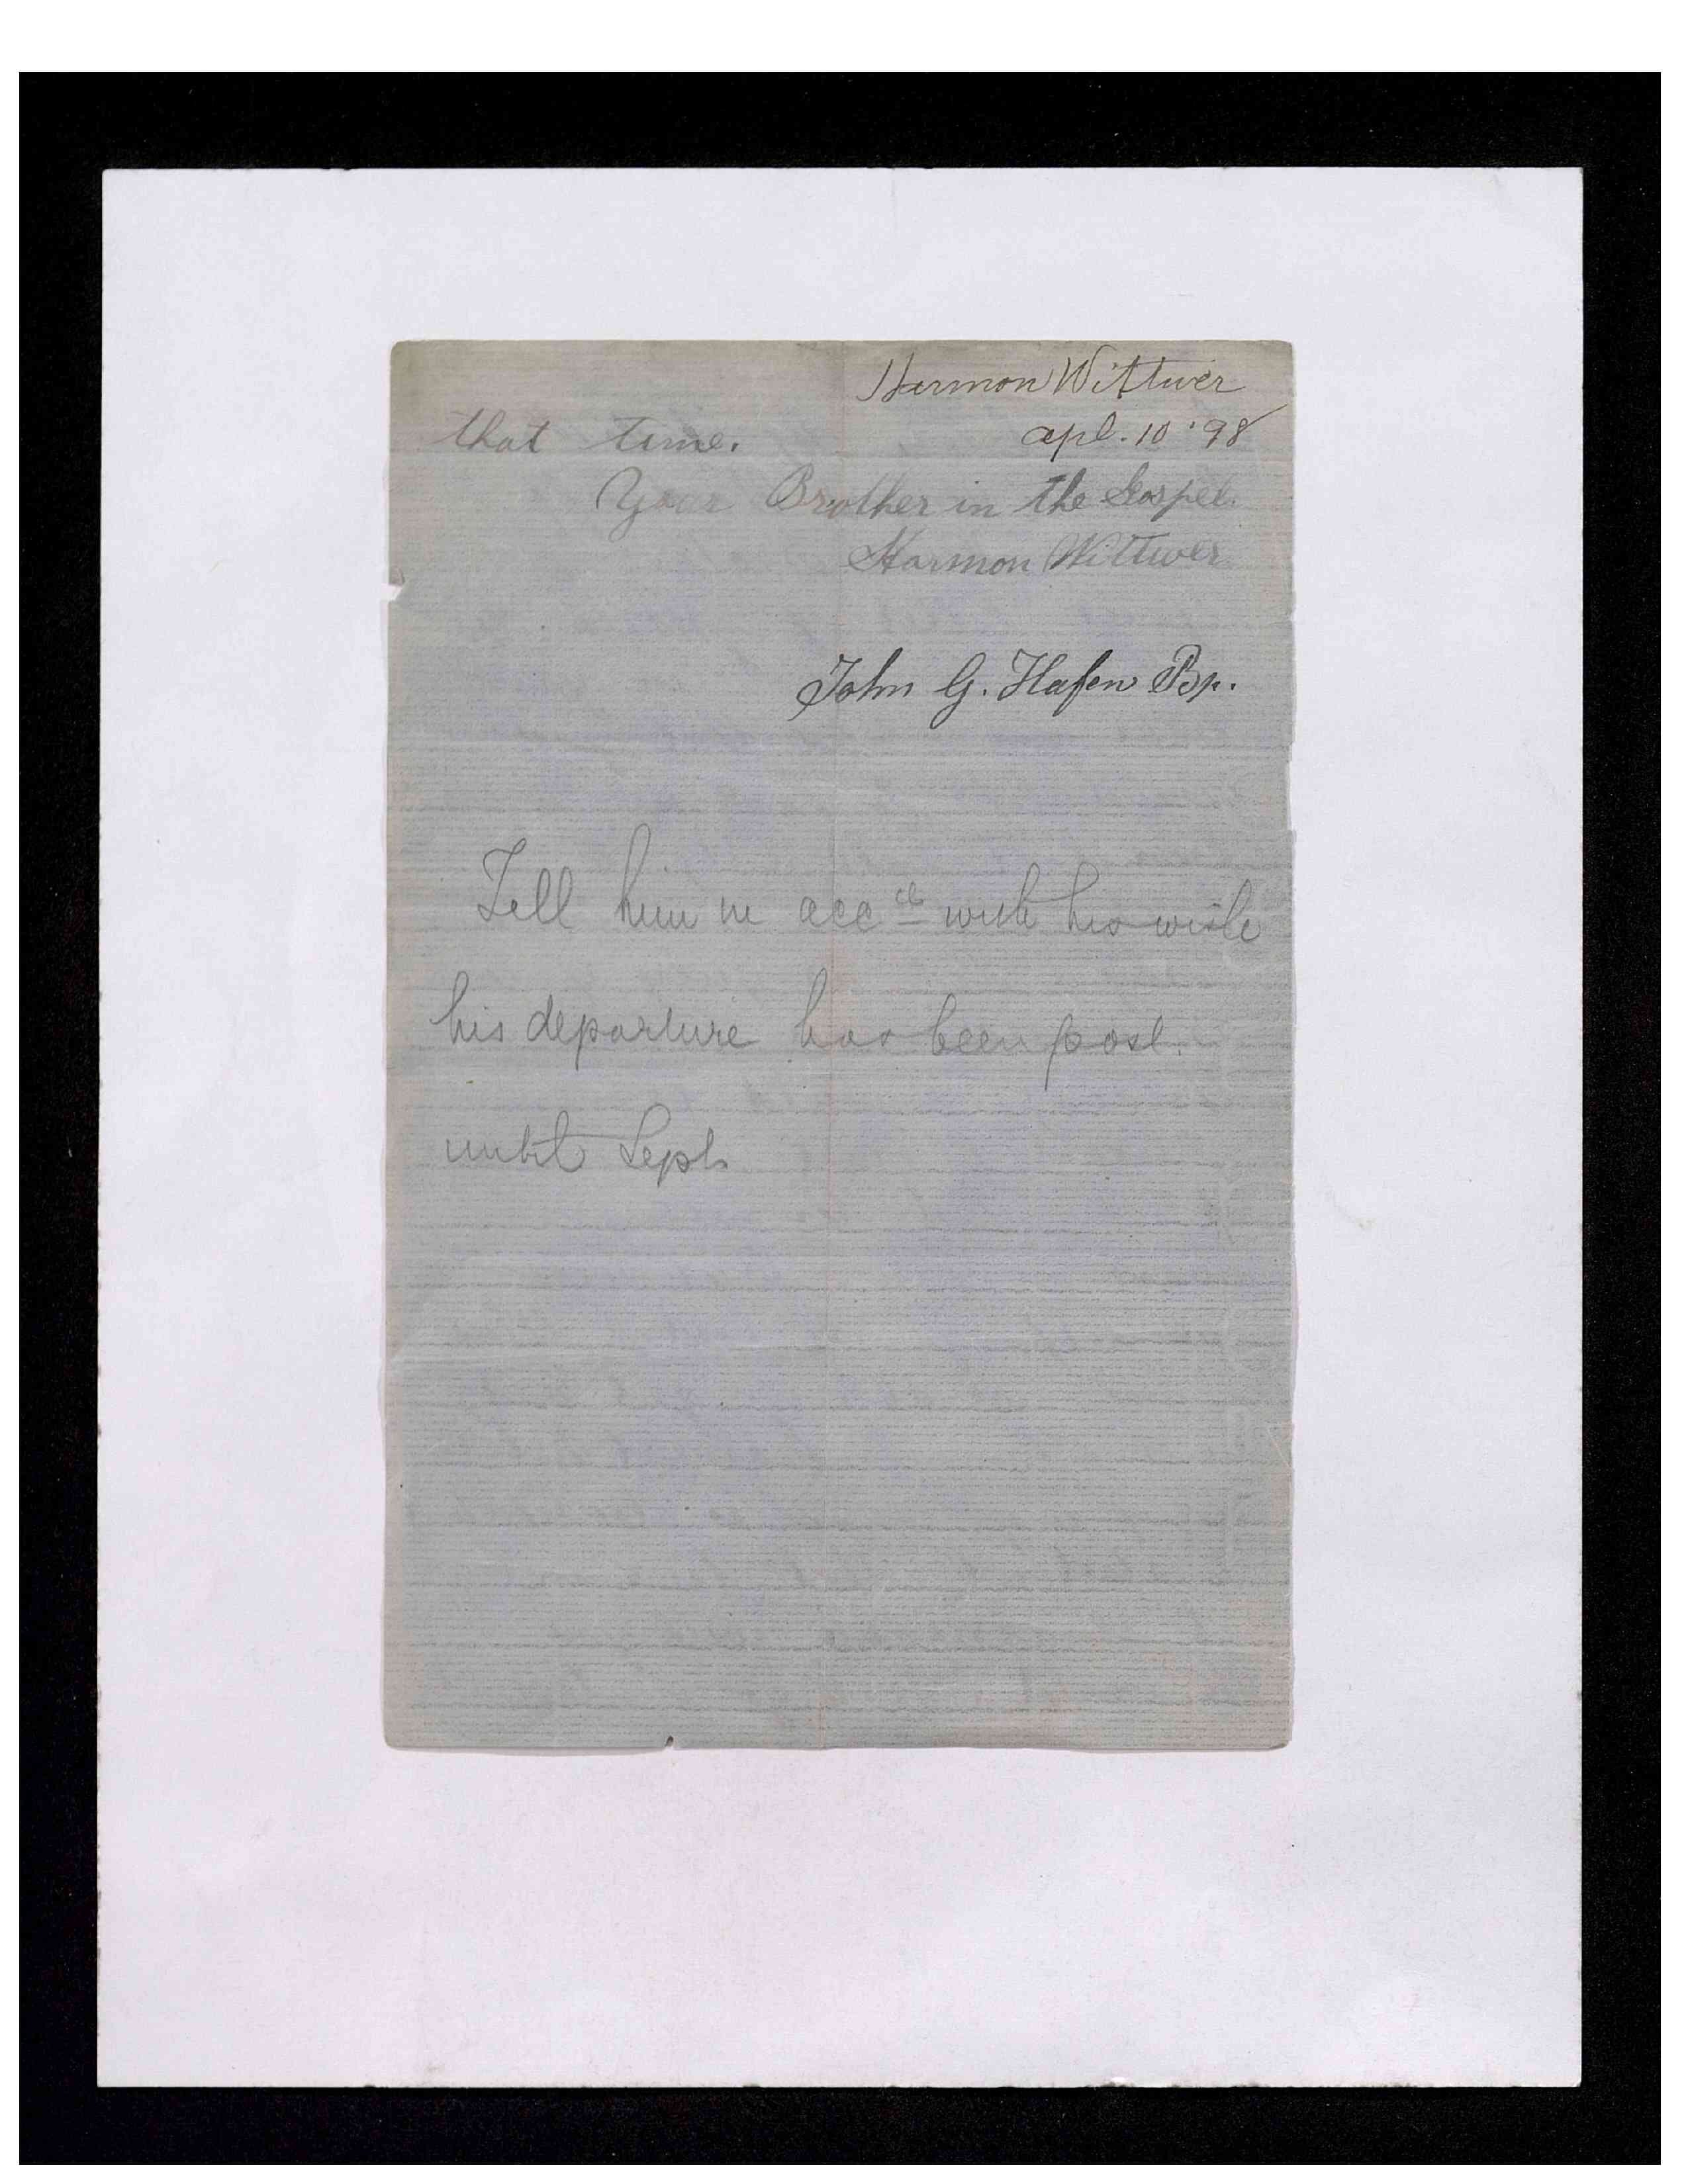 Harmon Wittwer
apl. 10 '98
that time.
Your Brother in the Gospel.
Harmon Wittwer
John G. Hafen Bp.
Tell him in acc ce with his wish
his departure has been post.
until Sept.